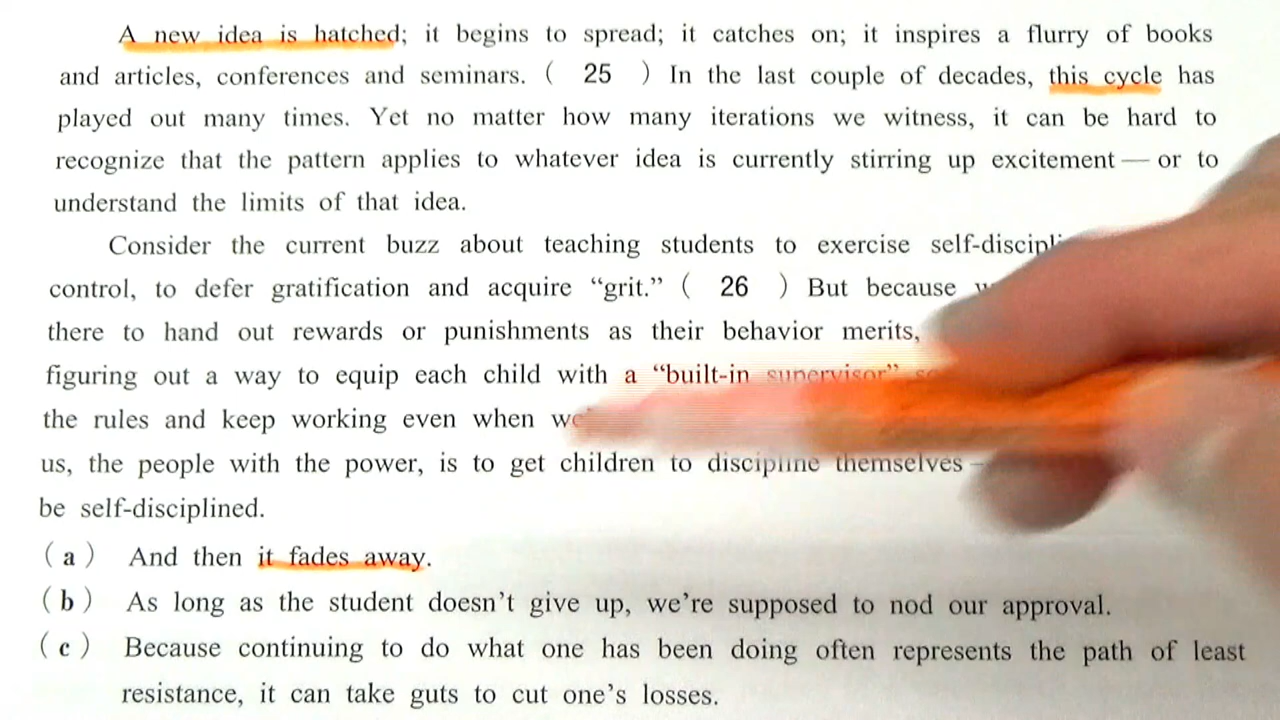 A new idea is hatched; it begins to spread; it catches on; it inspires a flurry of books
and articles, conferences and seminars. ( 25 ) In the last couple of decades, this cycle has
played out many times. Yet no matter how many iterations we witness, it can be hard to
recognize that the pattern applies to whatever idea is currently stirring up excitement — or to
understand the limits of that idea.
Consider the current buzz about teaching students to exercise
control, to defer gratification and acquire “grit.” ( 26 ) But because
there to hand out rewards or punishments as their behavior merits,
figuring out a way to equip each child with a “built-in supervisor”
the rules and keep working even when
us, the people with the power, is to get children to discipline themselves —
be self-disciplined.
( a ) And then it fades away.
( b ) As long as the student doesn’t give up, we’re supposed to nod our approval.
( c ) Because continuing to do what one has been doing often represents the path of least
resistance, it can take guts to cut one’s losses.